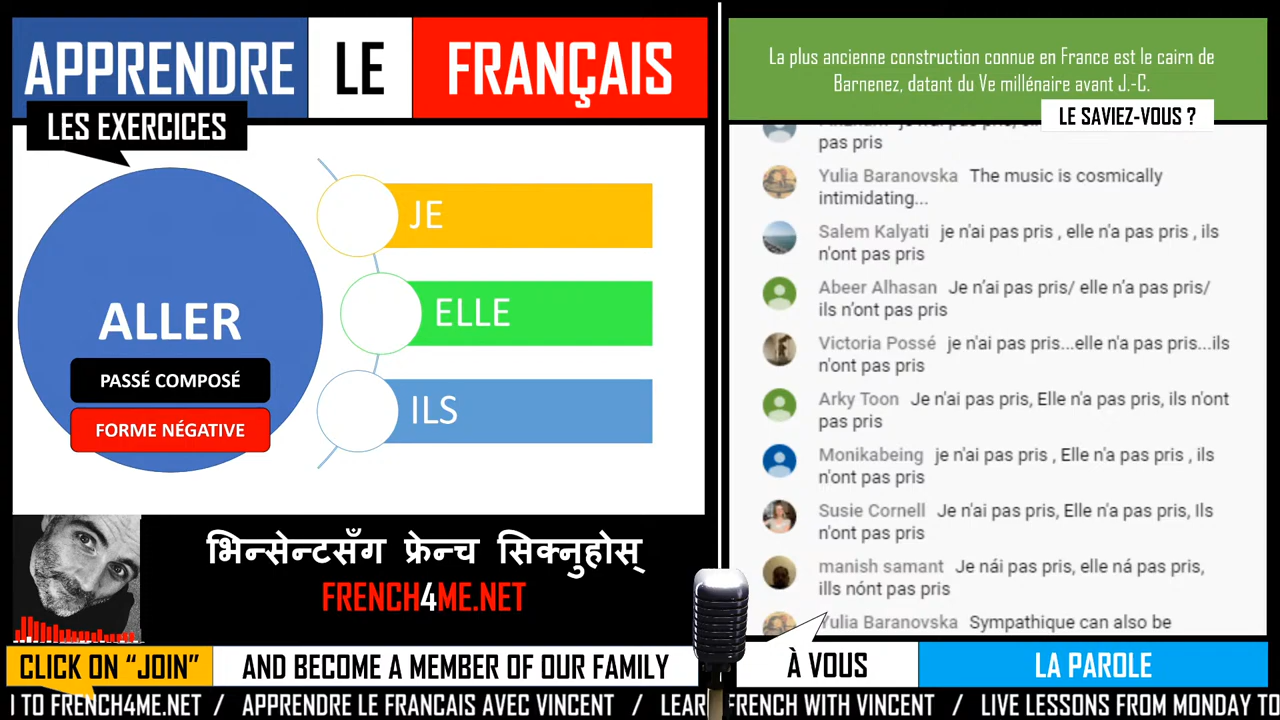 APPRENDRE LE FRANÇAIS
LES EXERCICES
ALLER
PASSÉ COMPOSÉ
FORME NÉGATIVE
JE
ELLE
ILS
भिन्सेन्टसँग फ्रेन्च सिक्नुहोस्
FRENCH4ME.NET
La plus ancienne construction connue en France est le cairn de
Barnenez, datant du Ve millénaire avant J.-C.
LE SAVIEZ-VOUS ?
pas pris
Yulia Baranovska The music is cosmically
intimidating...
Salem Kalyati je n'ai pas pris , elle n'a pas pris , ils
n'ont pas pris
Abeer Alhasan Je n’ai pas pris/ elle n’a pas pris/
ils n’ont pas pris
Victoria Possé je n'ai pas pris...elle n'a pas pris...ils
n'ont pas pris
Arky Toon Je n'ai pas pris, Elle n'a pas pris, ils n'ont
pas pris
Monikabeing je n'ai pas pris , Elle n'a pas pris , ils
n'ont pas pris
Susie Cornell Je n'ai pas pris, Elle n'a pas pris, Ils
n'ont pas pris
manish samant Je nái pas pris, elle ná pas pris,
ills nónt pas pris
Yulia Baranovska Sympathique can also be
CLICK ON “JOIN” AND BECOME A MEMBER OF OUR FAMILY
À VOUS LA PAROLE
TO FRENCH4ME.NET / APPRENDRE LE FRANCAIS AVEC VINCENT / LEARN FRENCH WITH VINCENT / LIVE LESSONS FROM MONDAY TO